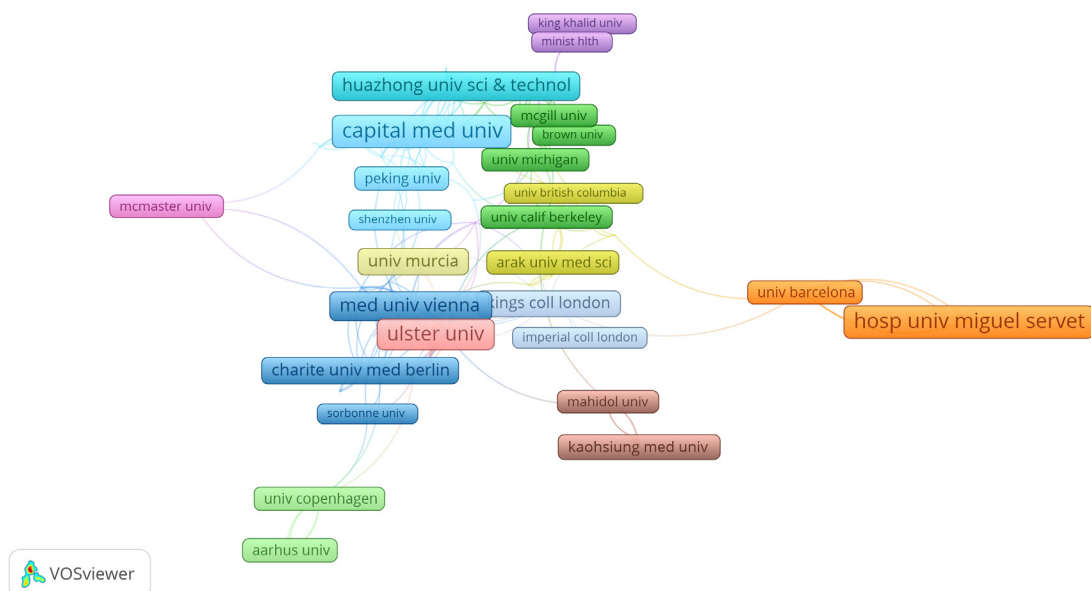 king khalid univ
minist hlth
huazhong univ sci & technol
mcgill univ
capital med univ
brown univ
univ michigan
peking univ
univ british columbia
mcmaster univ
shenzhen univ
univ calif berkeley
univ murcia
arak univ med sci
univ barcelona
med univ vienna
kings coll london
hosp univ miguel servet
ulster univ
imperial coll london
charite univ med berlin
mahidol univ
sorbonne univ
kaohsiung med univ
univ copenhagen
aarhus univ
VOSviewer